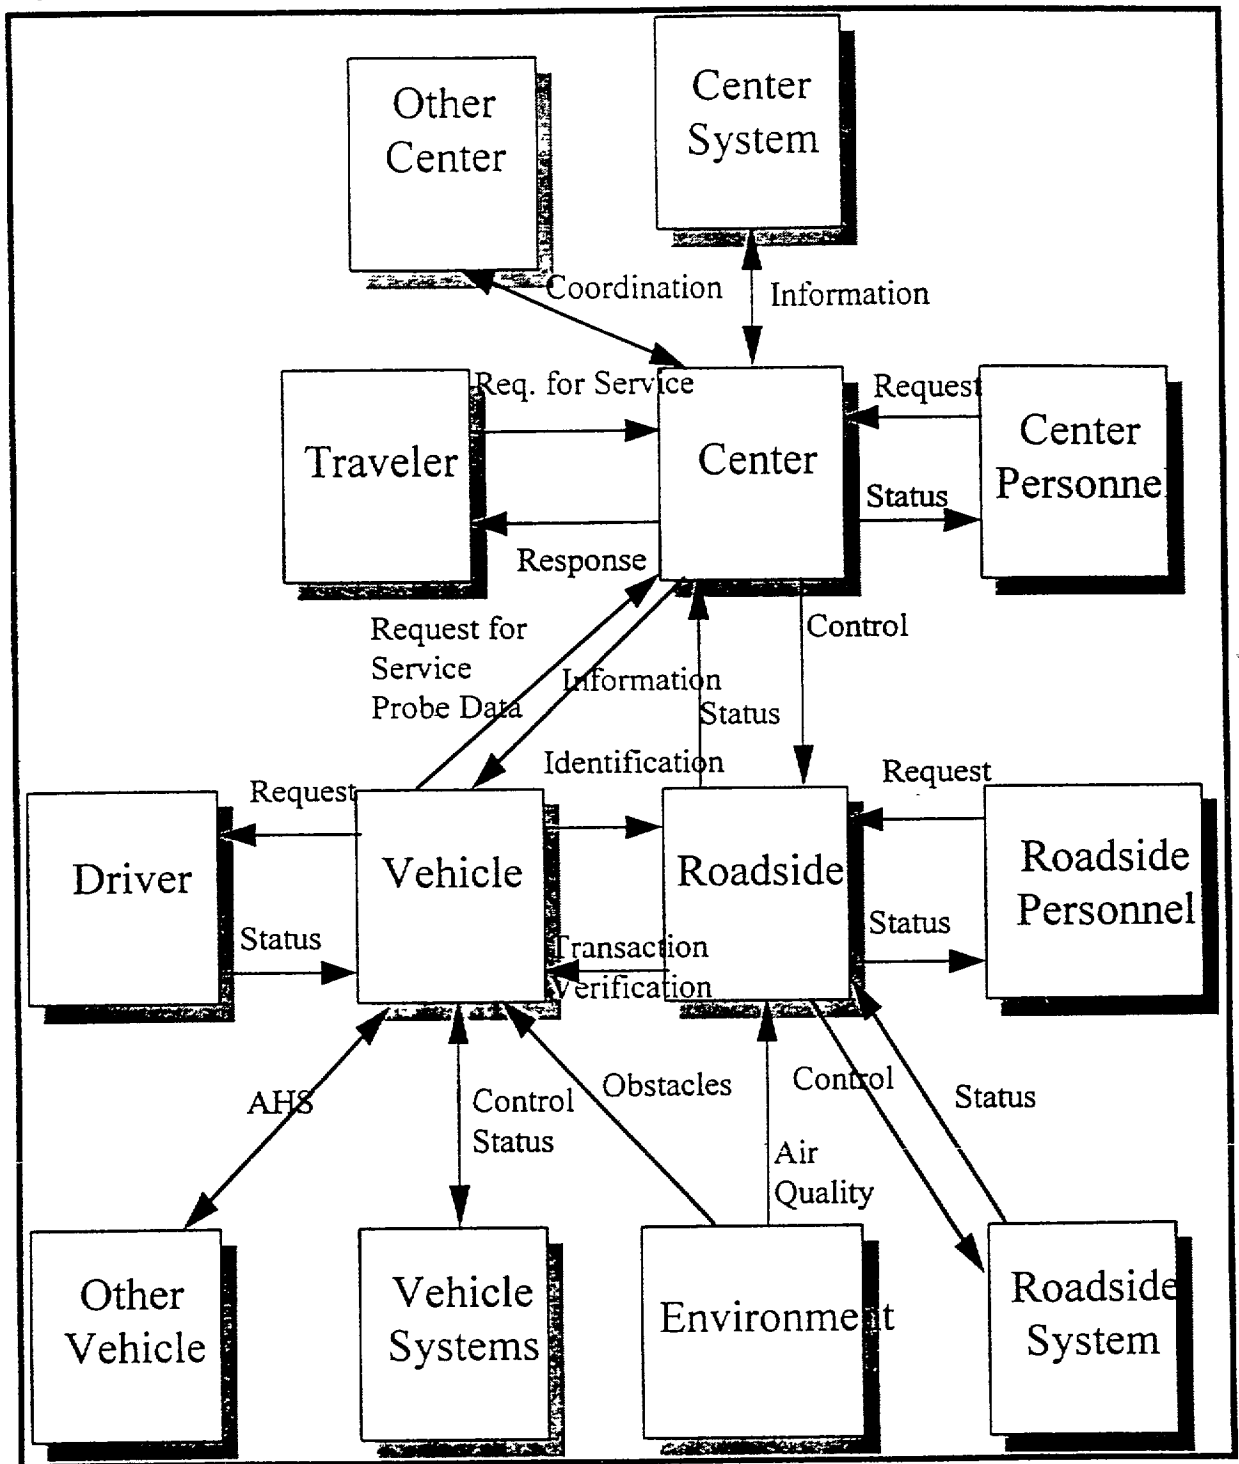 Center
System
Other
Center
Coordination
Information
Req. for Service
Request
Traveler
Center
Center
Personnel
Status
Response
Control
Request for
Service
Probe Data
Information
Status
Identification
Request
Request
Driver
Vehicle
Roadside
Roadside
Personnel
Status
Transaction
Verification
Status
AHS
Control
Status
Obstacles
Control
Status
Air
Quality
Other
Vehicle
Vehicle
Systems
Environment
Roadside
System